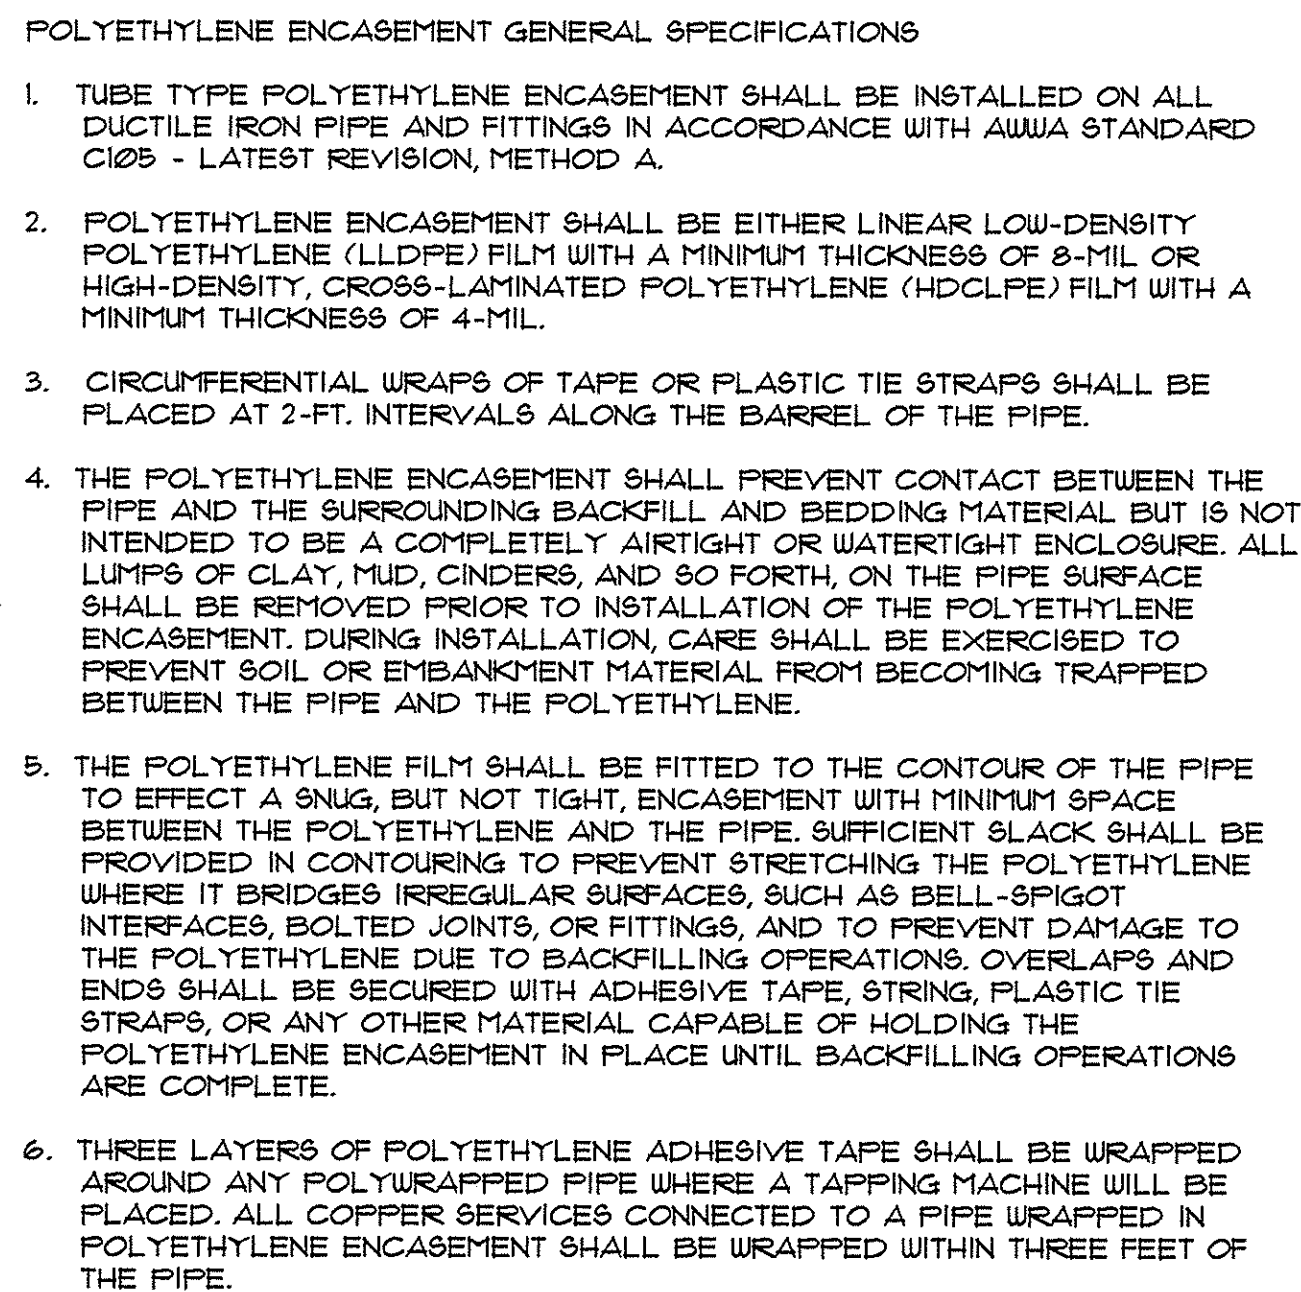 POLYETHYLENE ENCASEMENT GENERAL SPECIFICATIONS
1. TUBE TYPE POLYETHYLENE ENCASEMENT SHALL BE INSTALLED ON ALL
DUCTILE IRON PIPE AND FITTINGS IN ACCORDANCE WITH AWWA STANDARD
C105 - LATEST REVISION, METHOD A.
2. POLYETHYLENE ENCASEMENT SHALL BE EITHER LINEAR LOW-DENSITY
POLYETHYLENE (LLDPE) FILM WITH A MINIMUM THICKNESS OF 8-MIL OR
HIGH-DENSITY, CROSS-LAMINATED POLYETHYLENE (HDCLPE) FILM WITH A
MINIMUM THICKNESS OF 4-MIL.
3. CIRCUMFERENTIAL WRAPS OF TAPE OR PLASTIC TIE STRAPS SHALL BE
PLACED AT 2-FT. INTERVALS ALONG THE BARREL OF THE PIPE.
4. THE POLYETHYLENE ENCASEMENT SHALL PREVENT CONTACT BETWEEN THE
PIPE AND THE SURROUNDING BACKFILL AND BEDDING MATERIAL BUT IS NOT
INTENDED TO BE A COMPLETELY AIRTIGHT OR WATERTIGHT ENCLOSURE. ALL
LUMPS OF CLAY, MUD, CINDERS, AND SO FORTH, ON THE PIPE SURFACE
SHALL BE REMOVED PRIOR TO INSTALLATION OF THE POLYETHYLENE
ENCASEMENT. DURING INSTALLATION, CARE SHALL BE EXERCISED TO
PREVENT SOIL OR EMBANKMENT MATERIAL FROM BECOMING TRAPPED
BETWEEN THE PIPE AND THE POLYETHYLENE.
5. THE POLYETHYLENE FILM SHALL BE FITTED TO THE CONTOUR OF THE PIPE
TO EFFECT A SNUG, BUT NOT TIGHT, ENCASEMENT WITH MINIMUM SPACE
BETWEEN THE POLYETHYLENE AND THE PIPE. SUFFICIENT SLACK SHALL BE
PROVIDED IN CONTOURING TO PREVENT STRETCHING THE POLYETHYLENE
WHERE IT BRIDGES IRREGULAR SURFACES, SUCH AS BELL-SPIGOT
INTERFACES, BOLTED JOINTS, OR FITTINGS, AND TO PREVENT DAMAGE TO
THE POLYETHYLENE DUE TO BACKFILLING OPERATIONS. OVERLAPS AND
ENDS SHALL BE SECURED WITH ADHESIVE TAPE, STRING, PLASTIC TIE
STRAPS, OR ANY OTHER MATERIAL CAPABLE OF HOLDING THE
POLYETHYLENE ENCASEMENT IN PLACE UNTIL BACKFILLING OPERATIONS
ARE COMPLETE.
6. THREE LAYERS OF POLYETHYLENE ADHESIVE TAPE SHALL BE WRAPPED
AROUND ANY POLYWRAPPED PIPE WHERE A TAPPING MACHINE WILL BE
PLACED. ALL COPPER SERVICES CONNECTED TO A PIPE WRAPPED IN
POLYETHYLENE ENCASEMENT SHALL BE WRAPPED WITHIN THREE FEET OF
THE PIPE.